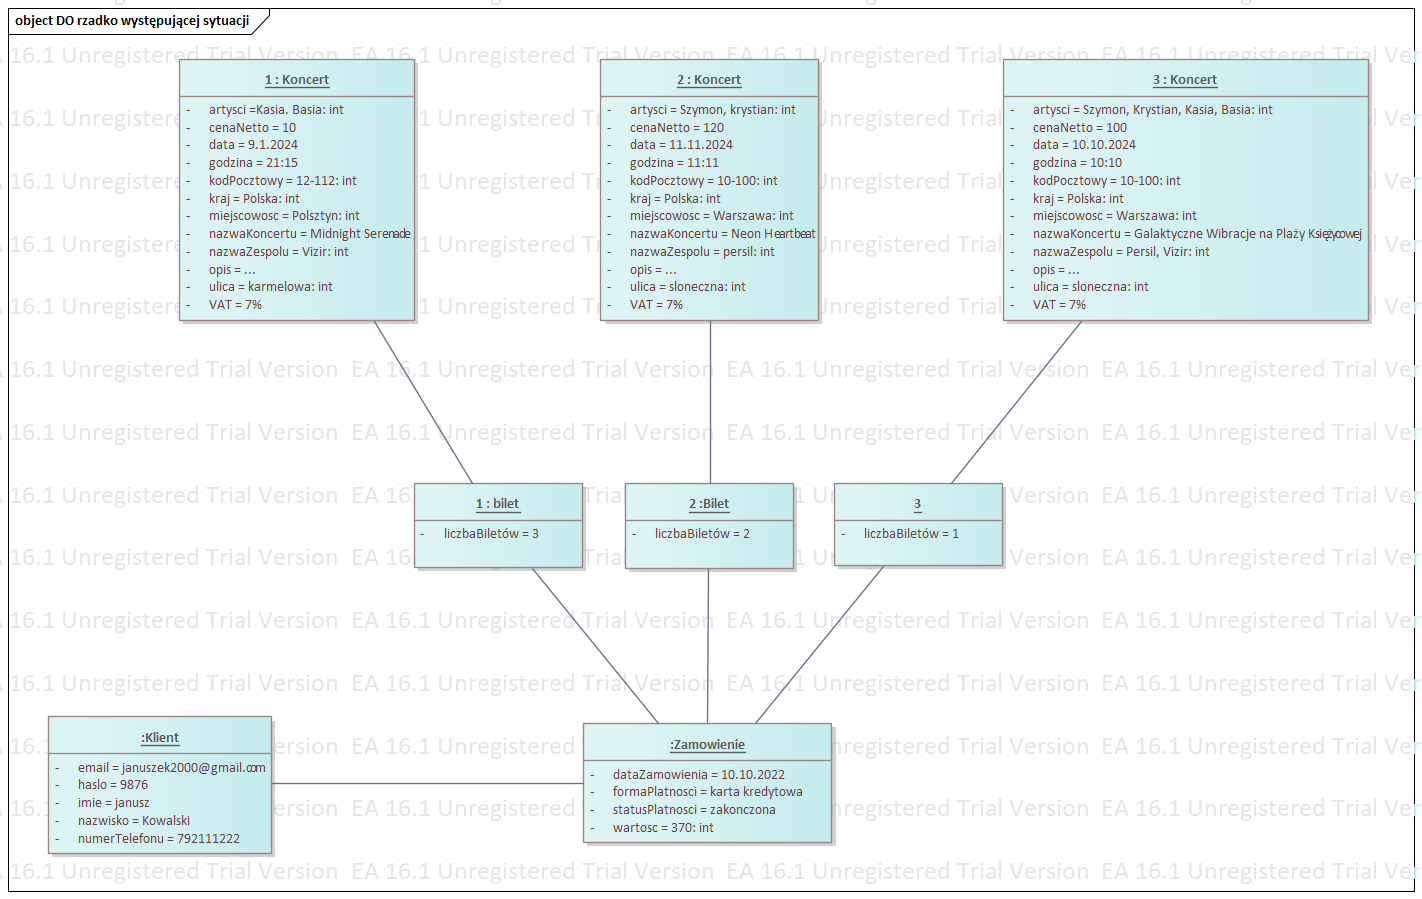 object DO rzadko występującej sytuacji
1 : Koncert
- artysci =Kasia. Basia: int
- cenaNetto = 10
- data = 9.1.2024
- godzina = 21:15
- kodPocztowy = 12-112: int
- kraj = Polska: int
- miejscowosc = Polsztyn: int
- nazwaKoncertu = Midnight Serenade
- nazwaZespolu = Vizir: int
- opis = ...
- ulica = karmelowa: int
- VAT = 7%
2 : Koncert
- artysci = Szymon, krystian: int
- cenaNetto = 120
- data = 11.11.2024
- godzina = 11:11
- kodPocztowy = 10-100: int
- kraj = Polska: int
- miejscowosc = Warszawa: int
- nazwaKoncertu = Neon Heartbeat
- nazwaZespolu = persil: int
- opis = ...
- ulica = sloneczna: int
- VAT = 7%
3 : Koncert
- artysci = Szymon, Krystian, Kasia, Basia: int
- cenaNetto = 100
- data = 10.10.2024
- godzina = 10:10
- kodPocztowy = 10-100: int
- kraj = Polska: int
- miejscowosc = Warszawa: int
- nazwaKoncertu = Galaktyczne Wibracje na Plaży Księżycowej
- nazwaZespolu = Persil, Vizir: int
- opis = ...
- ulica = sloneczna: int
- VAT = 7%
1 : bilet
- liczbaBiletów = 3
2 :Bilet
- liczbaBiletów = 2
3
- liczbaBiletów = 1
:Klient
- email = januszek2000@gmail.com
- haslo = 9876
- imie = janusz
- nazwisko = Kowalski
- numerTelefonu = 792111222
:Zamowienie
- dataZamowienia = 10.10.2022
- formaPlatnosci = karta kredytowa
- statusPlatnosci = zakonczona
- wartosc = 370: int
EA 16.1 Unregistered Trial Version